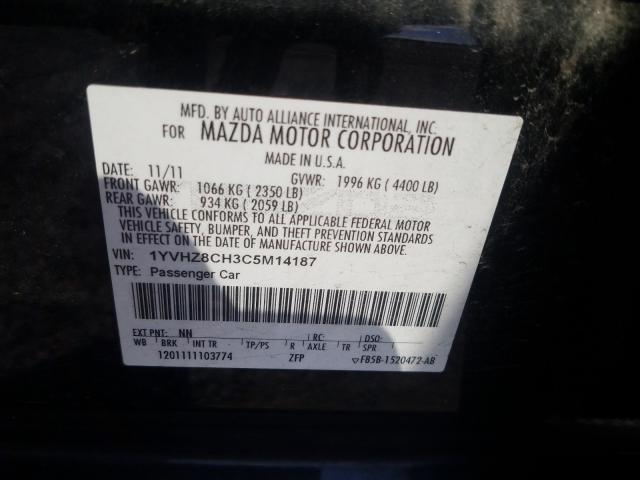 MFD. BY AUTO ALLIANCE INTERNATIONAL, INC.
FOR MAZDA MOTOR CORPORATION
MADE IN U.S.A.
DATE: 11/11 GVWR: 1996 KG ( 4400 LB)
FRONT GAWR: 1066 KG ( 2350 LB)
REAR GAWR: 934 KG ( 2059 LB)
THIS VEHICLE CONFORMS TO ALL APPLICABLE FEDERAL MOTOR
VEHICLE SAFETY, BUMPER, AND THEFT PREVENTION STANDARDS
IN EFFECT ON THE DATE OF MANUFACTURE SHOWN ABOVE.
VIN: 1YVHZ8CH3C5M14187
TYPE: Passenger Car
EXT PNT: NN RC: DSO:
WB BRK INT TR TP/PS R AXLE TR SPR
1201111103774 ZFP FB5B-1520472-AB